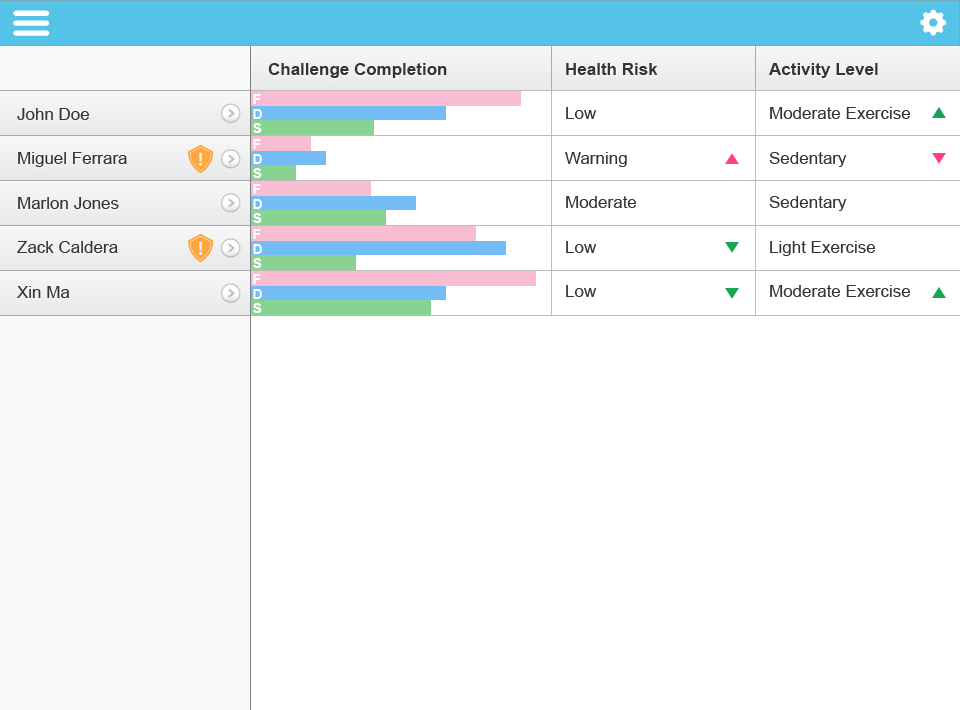 Challenge Completion Health Risk Activity Level
John Doe F D S Low Moderate Exercise
Miguel Ferrara ! F D S Warning Sedentary
Marlon Jones F D S Moderate Sedentary
Zack Caldera ! F D S Low Light Exercise
Xin Ma F D S Low Moderate Exercise